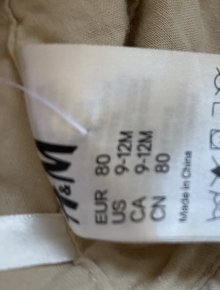 H&M
EUR 80
US 9-12M
CA 9-12M
CN 80
Made in China